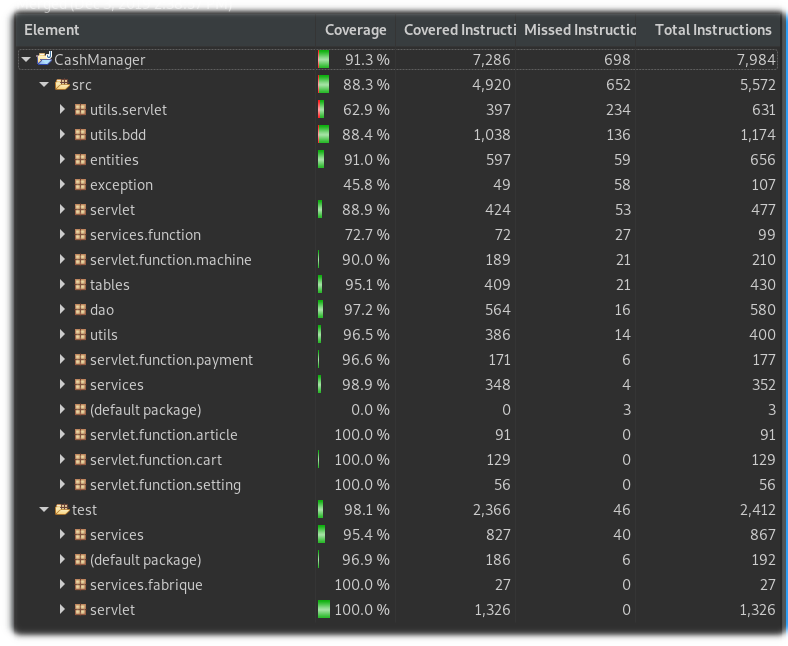 Element Coverage Covered Instructi Missed Instructio Total Instructions
CashManager 91.3 % 7,286 698 7,984
src 88.3 % 4,920 652 5,572
utils.servlet 62.9 % 397 234 631
utils.bdd 88.4 % 1,038 136 1,174
entities 91.0 % 597 59 656
exception 45.8 % 49 58 107
servlet 88.9 % 424 53 477
services.function 72.7 % 72 27 99
servlet.function.machine 90.0 % 189 21 210
tables 95.1 % 409 21 430
dao 97.2 % 564 16 580
utils 96.5 % 386 14 400
servlet.function.payment 96.6 % 171 6 177
services 98.9 % 348 4 352
(default package) 0.0 % 0 3 3
servlet.function.article 100.0 % 91 0 91
servlet.function.cart 100.0 % 129 0 129
servlet.function.setting 100.0 % 56 0 56
test 98.1 % 2,366 46 2,412
services 95.4 % 827 40 867
(default package) 96.9 % 186 6 192
services.fabrique 100.0 % 27 0 27
servlet 100.0 % 1,326 0 1,326